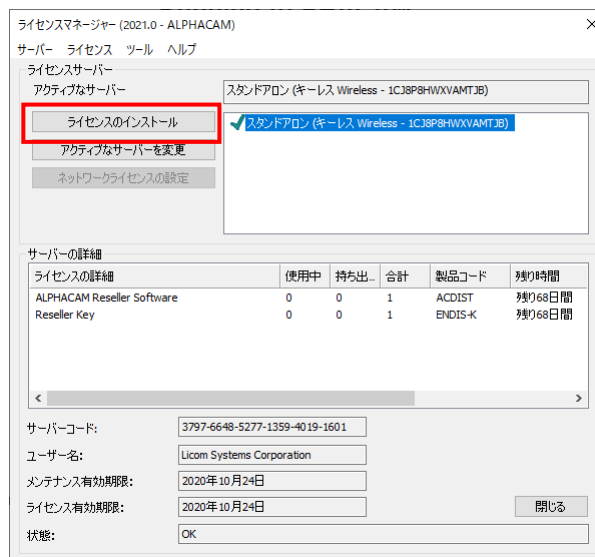 ライセンスマネージャー (2021.0 - ALPHACAM)
サーバー ライセンス ツール ヘルプ
ライセンスサーバー
アクティブなサーバー スタンドアロン (キーレス Wireless - 1CJ8P8HWXVAMTJB)
ライセンスのインストール スタンドアロン (キーレス Wireless - 1CJ8P8HWXVAMTJB)
アクティブなサーバーを変更
ネットワークライセンスの設定
サーバーの詳細
ライセンスの詳細 使用中 持ち出... 合計 製品コード 残り時間
ALPHACAM Reseller Software 0 0 1 ACDIST 残り68日間
Reseller Key 0 0 1 ENDIS-K 残り68日間
サーバーコード: 3797-6648-5277-1359-4019-1601
ユーザー名: Licom Systems Corporation
メンテナンス有効期限: 2020年10月24日
ライセンス有効期限: 2020年10月24日 閉じる
状態: OK